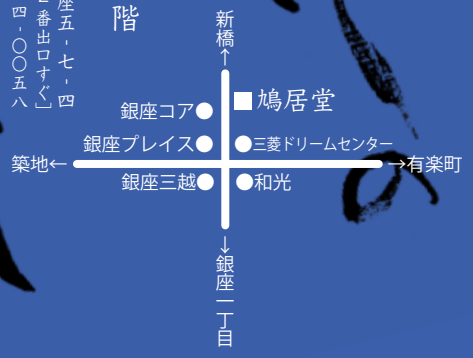 座五-七-四
番出口すぐ]
四-〇〇五八
階
新橋↑
■鳩居堂
銀座コア●
銀座プレイス●
●三菱ドリームセンター
築地←
→有楽町
銀座三越●
●和光
↓銀座一丁目